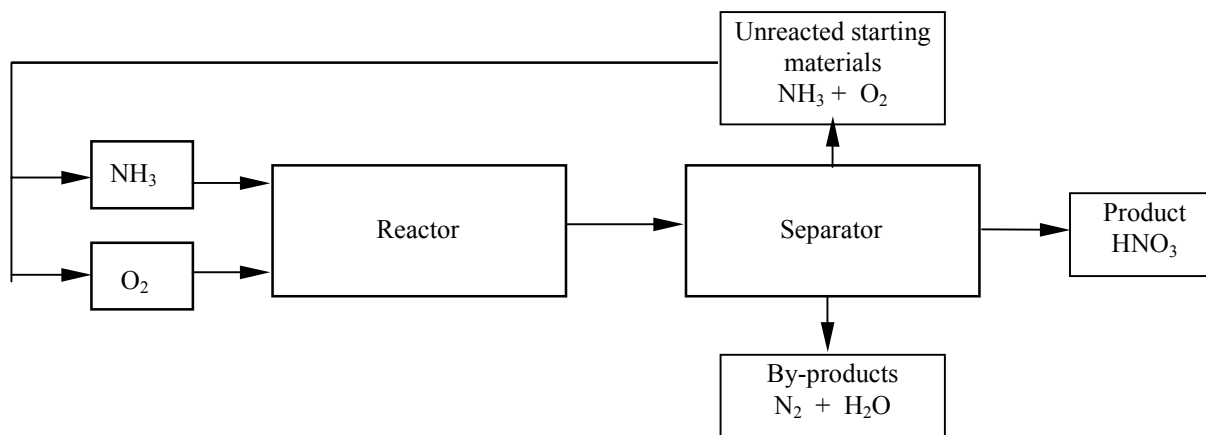 Unreacted starting
materials
NH₃ + O₂
NH₃
O₂
Reactor
Separator
Product
HNO₃
By-products
N₂ + H₂O